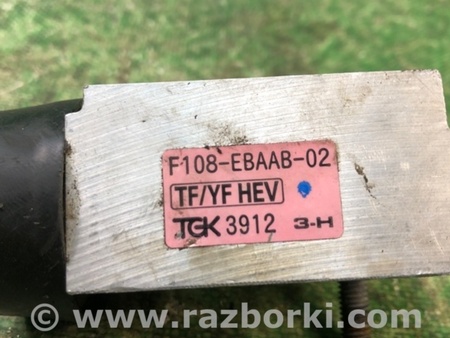 F108-EBAAB-02
TF/YF HEV
TGK 3912 3-H
© www.razborki.com